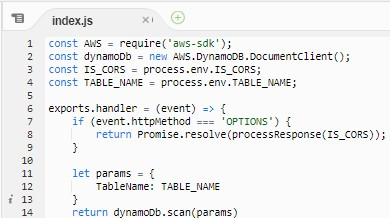 index.js
1 const AWS = require('aws-sdk');
2 const dynamoDb = new AWS.DynamoDB.DocumentClient();
3 const IS_CORS = process.env.IS_CORS;
4 const TABLE_NAME = process.env.TABLE_NAME;
5
6 exports.handler = (event) => {
7     if (event.httpMethod === 'OPTIONS') {
8         return Promise.resolve(processResponse(IS_CORS));
9     }
10
11     let params = {
12         TableName: TABLE_NAME
13     }
14     return dynamoDb.scan(params)